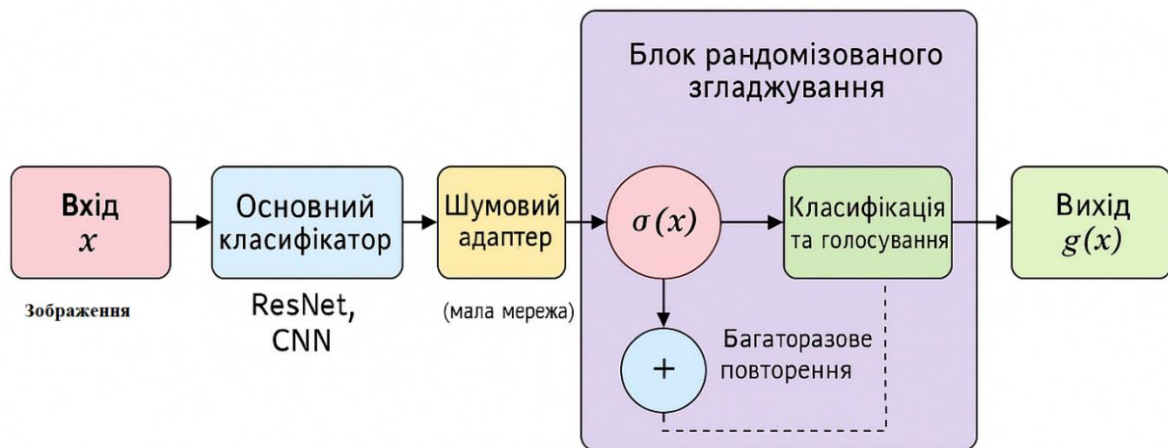 Блок рандомізованого
згладжування
Вхід
x
Зображення
Основний
класифікатор
ResNet,
CNN
Шумовий
адаптер
(мала мережа)
σ(x)
Класифікація
та голосування
+
Багаторазове
повторення
Вихід
g(x)